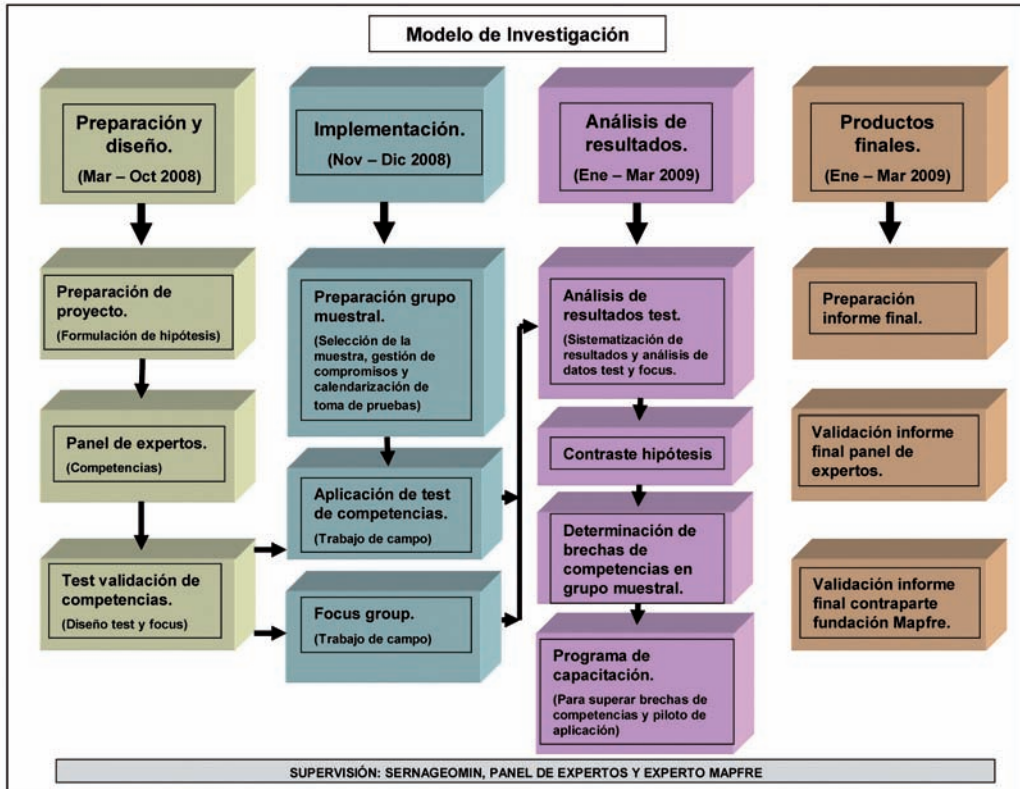 Modelo de Investigación
Preparación y
diseño.
(Mar – Oct 2008)
Preparación de
proyecto.
(Formulación de hipótesis)
Panel de expertos.
(Competencias)
Test validación de
competencias.
(Diseño test y focus)
Implementación.
(Nov – Dic 2008)
Preparación grupo
muestral.
(Selección de la
muestra, gestión de
compromisos y
calendarización de
toma de pruebas)
Aplicación de test
de competencias.
(Trabajo de campo)
Focus group.
(Trabajo de campo)
Análisis de
resultados.
(Ene – Mar 2009)
Análisis de
resultados test.
(Sistematización de
resultados y análisis de
datos test y focus.
Contraste hipótesis
Determinación de
brechas de
competencias en
grupo muestral.
Programa de
capacitación.
(Para superar brechas de
competencias y piloto de
aplicación)
Productos
finales.
(Ene – Mar 2009)
Preparación
informe final.
Validación informe
final panel de
expertos.
Validación informe
final contraparte
fundación Mapfre.
SUPERVISIÓN: SERNAGEOMIN, PANEL DE EXPERTOS Y EXPERTO MAPFRE